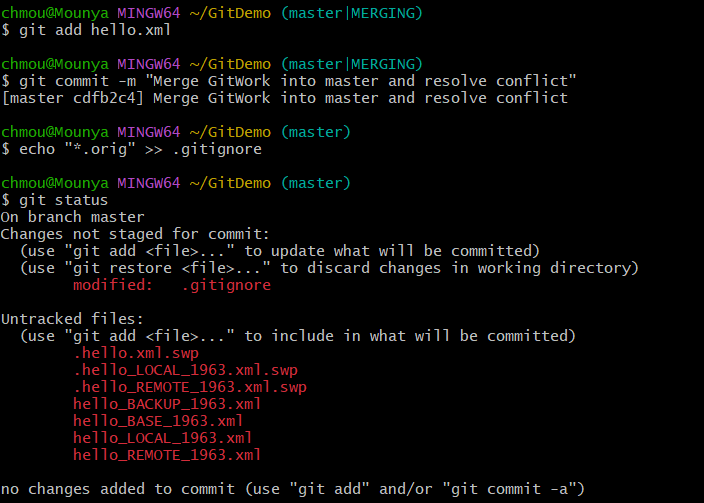 chmou@Mounya MINGW64 ~/GitDemo (master|MERGING)
$ git add hello.xml
chmou@Mounya MINGW64 ~/GitDemo (master|MERGING)
$ git commit -m "Merge GitWork into master and resolve conflict"
[master cdfb2c4] Merge GitWork into master and resolve conflict
chmou@Mounya MINGW64 ~/GitDemo (master)
$ echo "*.orig" >> .gitignore
chmou@Mounya MINGW64 ~/GitDemo (master)
$ git status
On branch master
Changes not staged for commit:
(use "git add <file>..." to update what will be committed)
(use "git restore <file>..." to discard changes in working directory)
modified:   .gitignore
Untracked files:
(use "git add <file>..." to include in what will be committed)
.hello.xml.swp
.hello_LOCAL_1963.xml.swp
.hello_REMOTE_1963.xml.swp
hello_BACKUP_1963.xml
hello_BASE_1963.xml
hello_LOCAL_1963.xml
hello_REMOTE_1963.xml
no changes added to commit (use "git add" and/or "git commit -a")